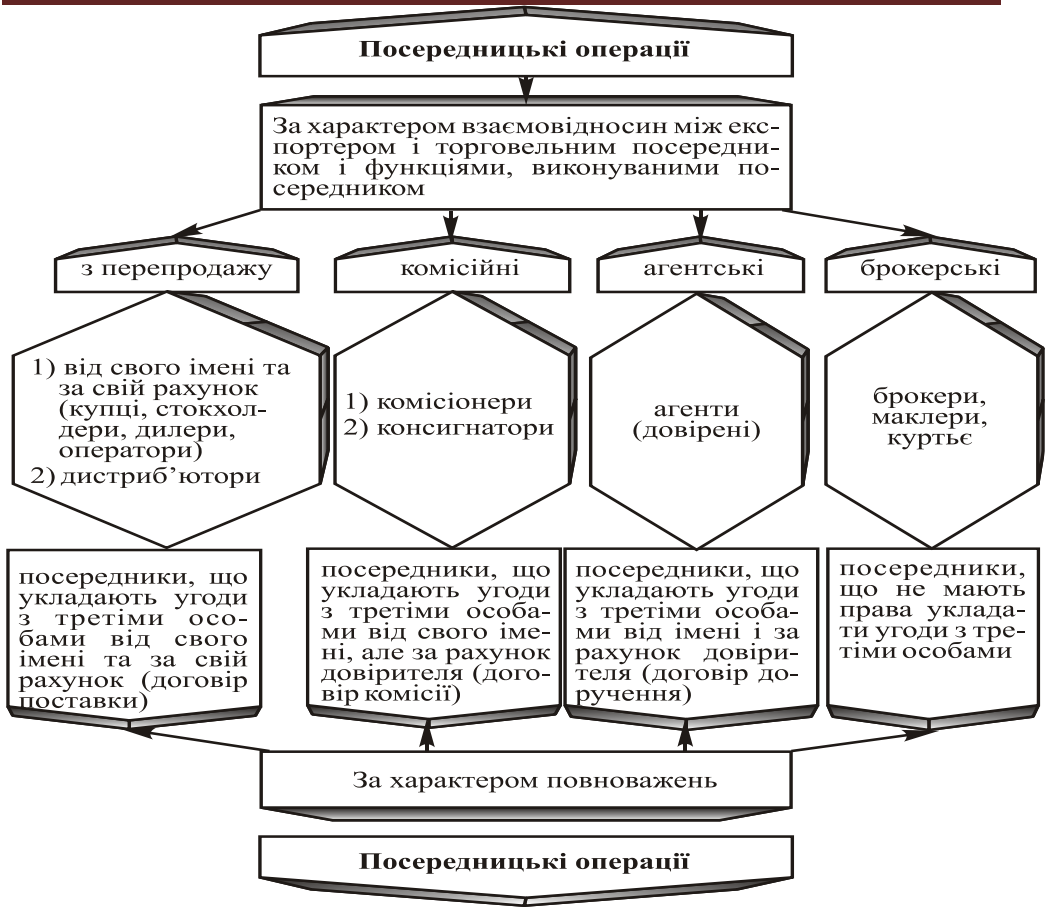 Посередницькі операції
За характером взаємовідносин між екс-
портером і торговельним посередни-
ком і функціями, виконуваними по-
середником
з перепродажу
комісійні
агентські
брокерські
1) від свого імені та
за свій рахунок
(купці, стокхол-
дери, дилери,
оператори)
2) дистриб’ютори
1) комісіонери
2) консигнатори
агенти
(довірені)
брокери,
маклери,
куртьє
посередники, що
укладають угоди
з третіми осо-
бами від свого
імені та за свій
рахунок (договір
поставки)
посередники, що
укладають угоди
з третіми особа-
ми від свого іме-
ні, але за рахунок
довірителя (дого-
вір комісії)
посередники, що
укладають угоди
з третіми особа-
ми від імені і за
рахунок довіри-
теля (договір до-
ручення)
посередники,
що не мають
права уклада-
ти угоди з тре-
тіми особами
За характером повноважень
Посередницькі операції